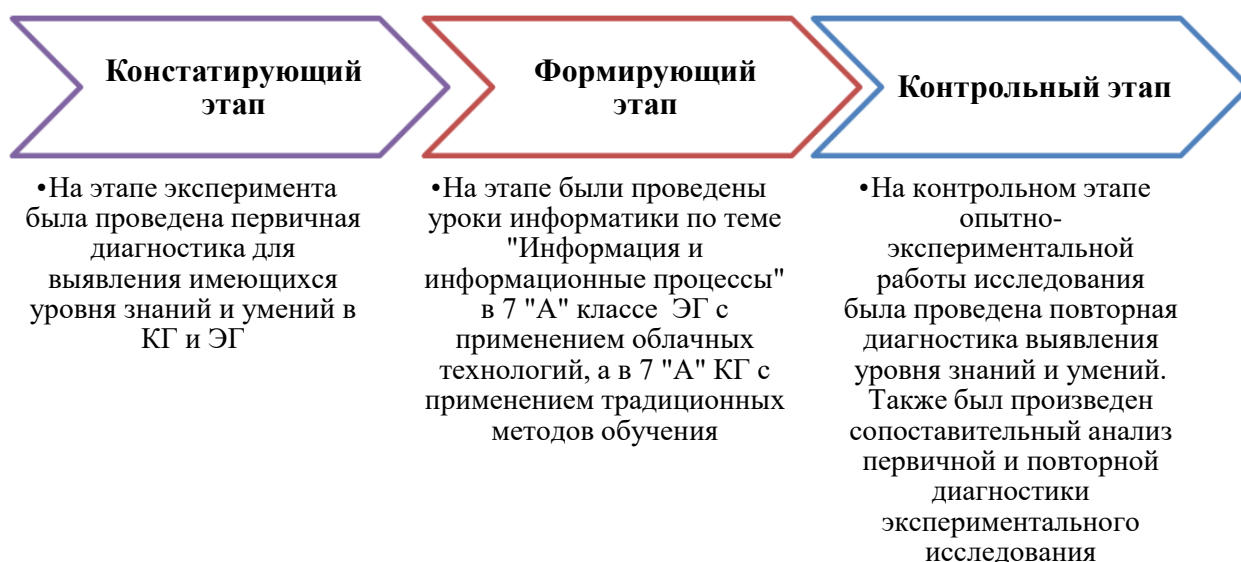 Констатирующий
этап
•На этапе эксперимента
была проведена первичная
диагностика для
выявления имеющихся
уровня знаний и умений в
КГ и ЭГ
Формирующий
этап
•На этапе были проведены
уроки информатики по теме
"Информация и
информационные процессы"
в 7 "А" классе ЭГ с
применением облачных
технологий, а в 7 "А" КГ с
применением традиционных
методов обучения
Контрольный этап
•На контрольном этапе
опытно-
экспериментальной
работы исследования
была проведена повторная
диагностика выявления
уровня знаний и умений.
Также был произведен
сопоставительный анализ
первичной и повторной
диагностики
экспериментального
исследования